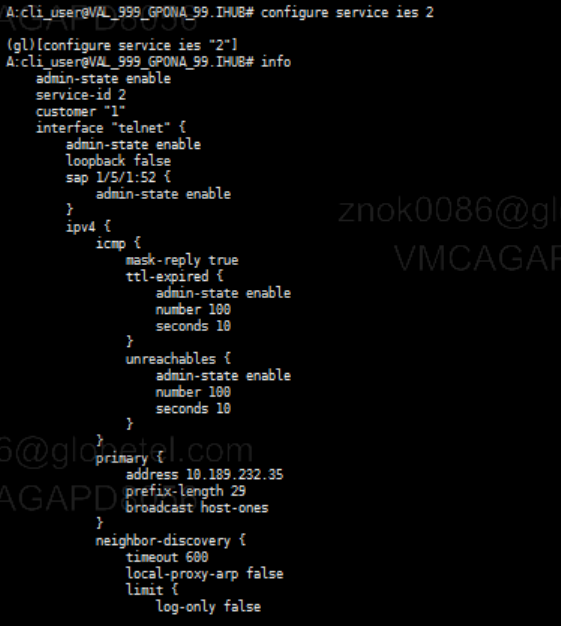 A:cli_user@VAL_999_GPONA_99.IHUB# configure service ies 2
(gl)[configure service ies "2"]
A:cli_user@VAL_999_GPONA_99.IHUB# info
admin-state enable
service-id 2
customer "1"
interface "telnet" {
admin-state enable
loopback false
sap 1/5/1:52 {
admin-state enable
}
ipv4 {
icmp {
mask-reply true
ttl-expired {
admin-state enable
number 100
seconds 10
}
unreachables {
admin-state enable
number 100
seconds 10
}
}
primary {
address 10.189.232.35
prefix-length 29
broadcast host-ones
}
neighbor-discovery {
timeout 600
local-proxy-arp false
limit {
log-only false
znok0086@gl
VMCAGAP
6@globetel.com